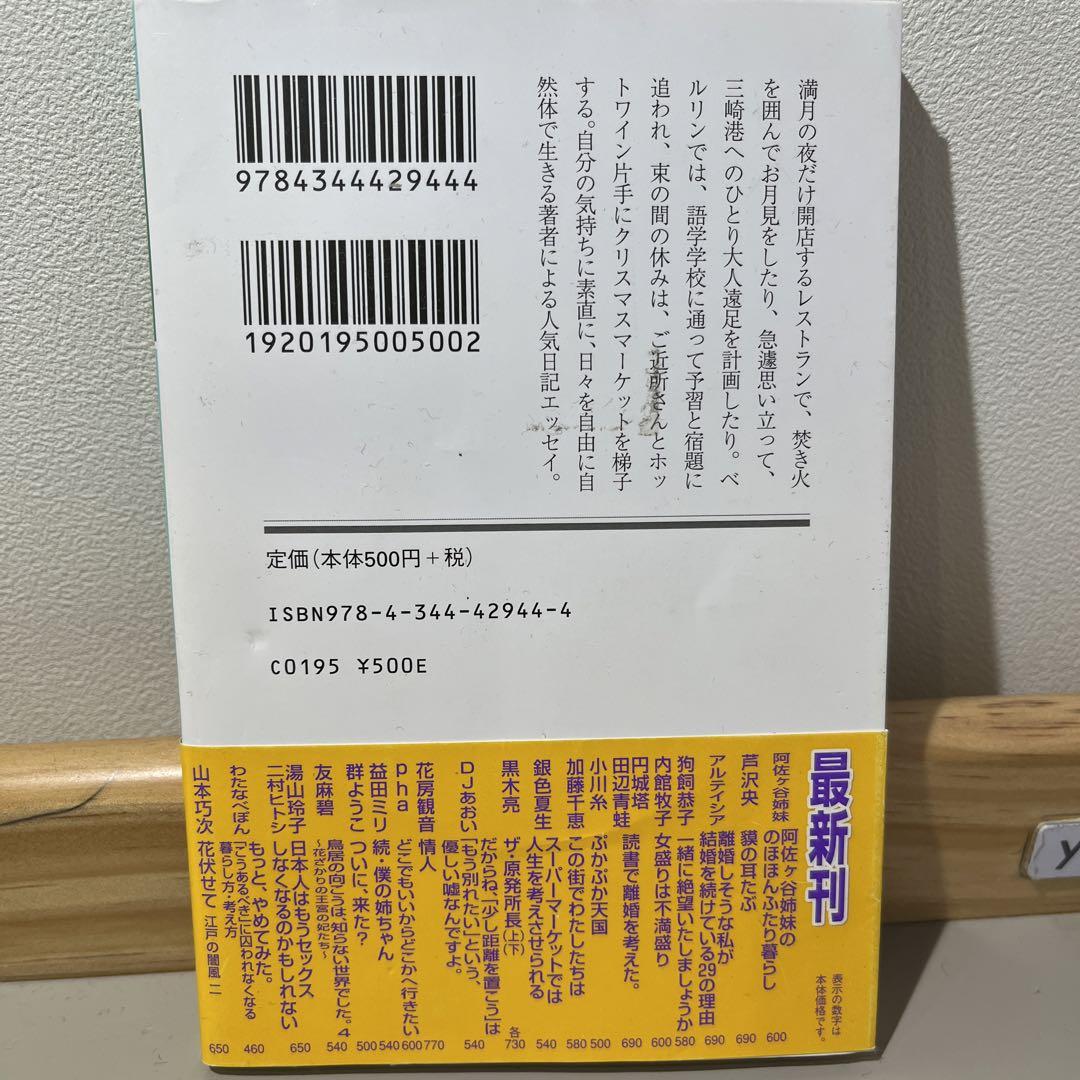 9784344429444
1920195005002
満月の夜だけ開店するレストランで、焚き火
を囲んでお月見をしたり、急遽思い立って、
三崎港へのひとり大人遠足を計画したり。ベ
ルリンでは、語学学校に通って予習と宿題に
追われ、束の間の休みは、ご近所さんとホッ
トワイン片手にクリスマスマーケットを梯子
する。自分の気持ちに素直に、日々を自由に自
然体で生きる著者による人気日記エッセイ。
定価(本体500円+税)
ISBN978-4-344-42944-4
C0195 ¥500E
最新刊
表示の数字は
本体価格です。
阿佐ヶ谷姉妹 阿佐ヶ谷姉妹の
のほほんふたり暮らし 600
芦沢央 貘の耳たぶ 690
アルテイシア 離婚しそうな私が
結婚を続けている29の理由 690
狗飼恭子 一緒に絶望いたしましょうか 580
内館牧子 女盛りは不満盛り 600
円城塔
田辺青蛙 読書で離婚を考えた。 690
小川糸 ぷかぷか天国 500
加藤千恵 この街でわたしたちは 580
銀色夏生 スーパーマーケットでは
人生を考えさせられる 540
黒木亮 ザ・原発所長(上)(下) 各730
DJあおい だからね、「少し距離を置こう」は
「もう別れたい」という、
優しい嘘なんですよ。 540
花房観音 情人 770
pha どこでもいいからどこかへ行きたい 600
益田ミリ 続・僕の姉ちゃん 540
群ようこ ついに、来た? 500
友麻碧 鳥居の向こうは、知らない世界でした。4
〜花ざかりの王宮の妃たち〜 540
湯山玲子
二村ヒトシ 日本人はもうセックス
しなくなるのかもしれない 650
わたなべぽん もっと、やめてみた。
「こうあるべき」に囚われなくなる
暮らし方・考え方 460
山本巧次 花伏せて 江戸の闇風 二 650
y